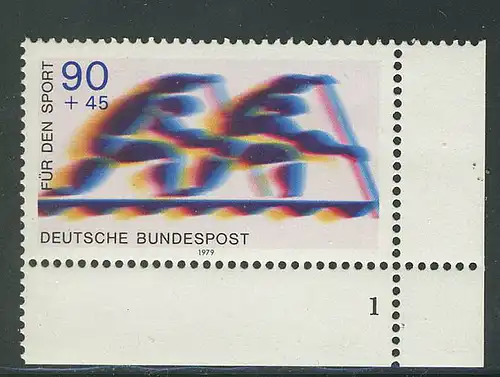 90
+ 45
FÜR DEN SPORT
DEUTSCHE BUNDESPOST
1979
1